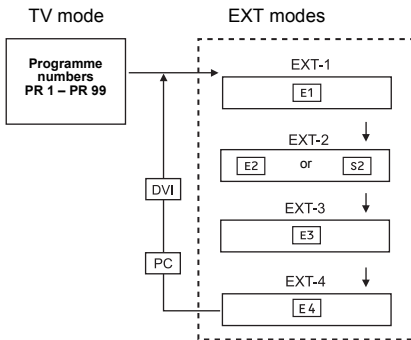 TV mode
EXT modes
Programme
numbers
PR 1 – PR 99
EXT-1
E1
EXT-2
E2 or S2
EXT-3
E3
DVI
PC
EXT-4
E4